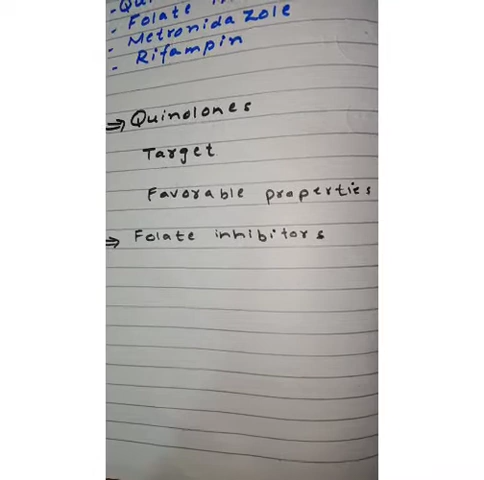 - Folate
- Metronidazole
- Rifampin
⇒ Quinolones
Target
Favorable properties
⇒ Folate inhibitors